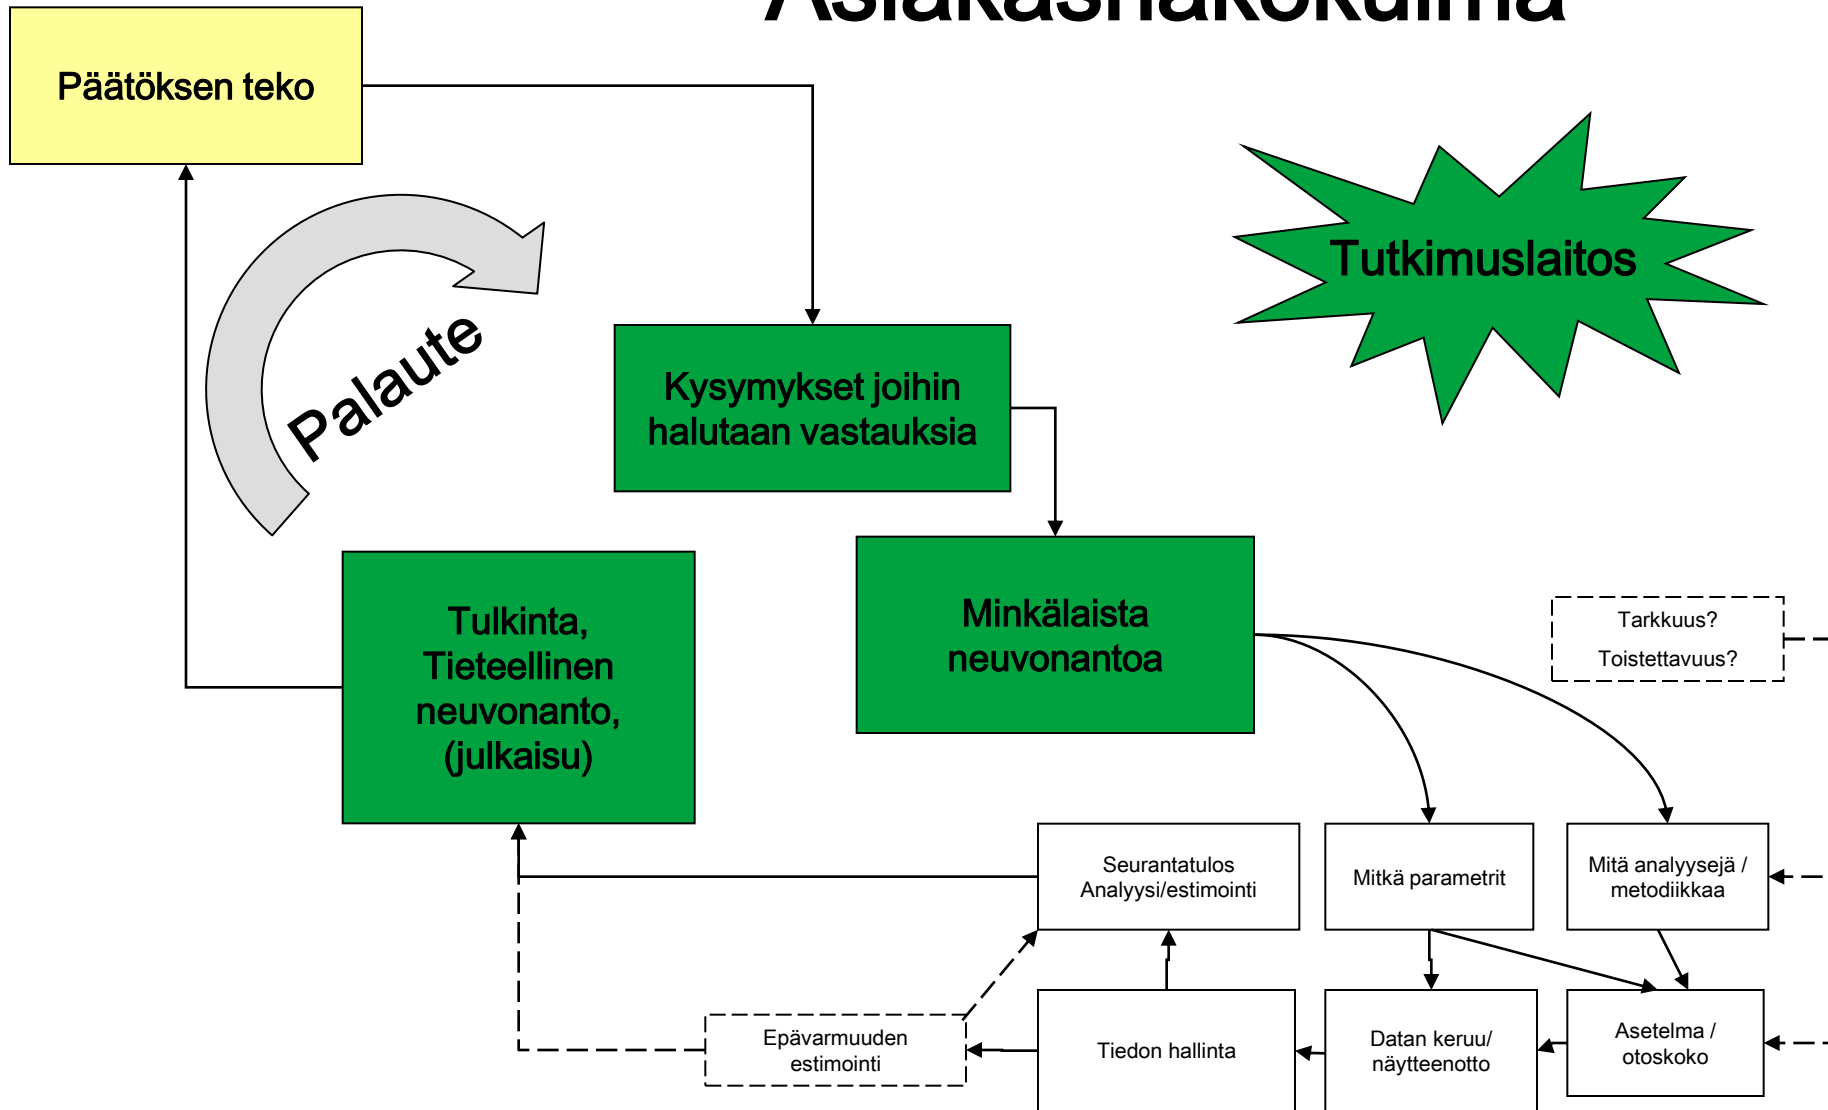 Asiakasnäkökulma
Päätöksen teko
Tutkimuslaitos
Palaute
Kysymykset joihin
halutaan vastauksia
Tulkinta,
Tieteellinen
neuvonanto,
(julkaisu)
Minkälaista
neuvonantoa
Tarkkuus?
Toistettavuus?
Seurantatulos
Analyysi/estimointi
Mitkä parametrit
Mitä analyysejä /
metodiikkaa
Epävarmuuden
estimointi
Tiedon hallinta
Datan keruu/
näytteenotto
Asetelma /
otoskoko